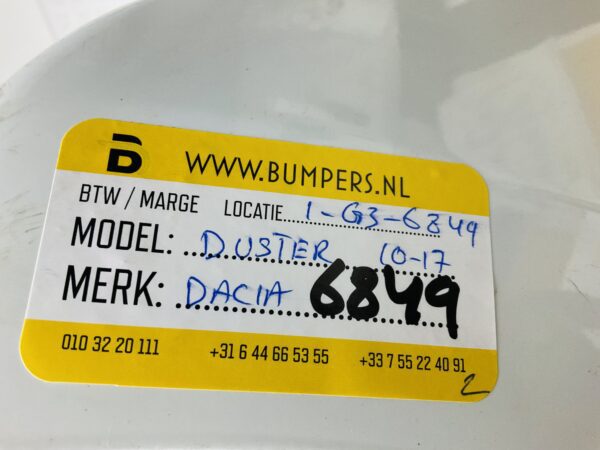 WWW.BUMPERS.NL
BTW / MARGE LOCATIE: 1-G3-6849
MODEL: DUSTER 10-17
MERK: DACIA 6849
010 32 20 111 +31 6 44 66 53 55 +33 7 55 22 40 91
2